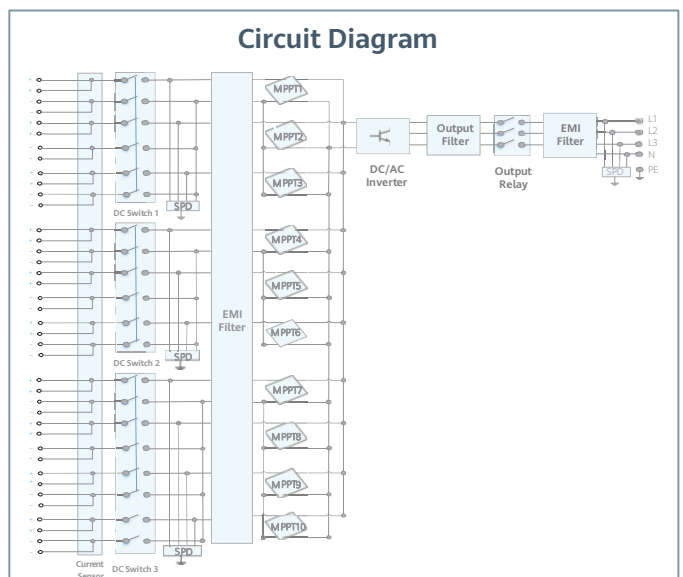 Circuit Diagram
MPPT1
MPPT2
MPPT3
SPD
DC Switch 1
MPPT4
MPPT5
EMI
Filter
MPPT6
SPD
DC Switch 2
MPPT7
MPPT8
MPPT9
MPPT10
SPD
Current
Sensor
DC Switch 3
DC/AC
Inverter
Output
Filter
Output
Relay
EMI
Filter
L1
L2
L3
N
SPD
PE